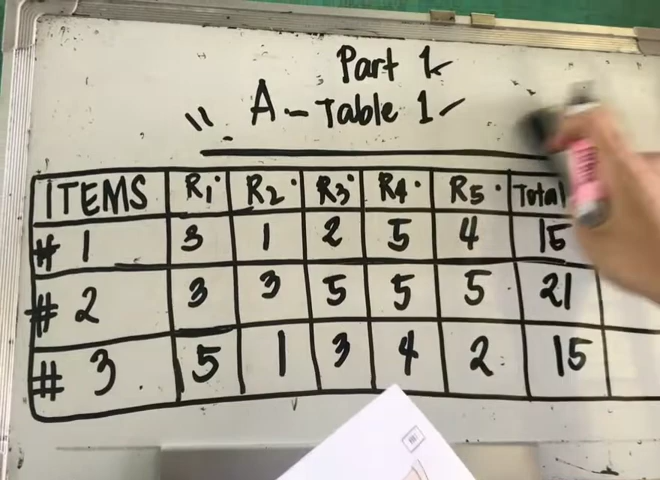 Part 1
" A - Table 1
ITEMS R1 R2 R3 R4 R5 Total
# 1 3 1 2 5 4 15
# 2 3 3 5 5 5 21
# 3 5 1 3 4 2 15